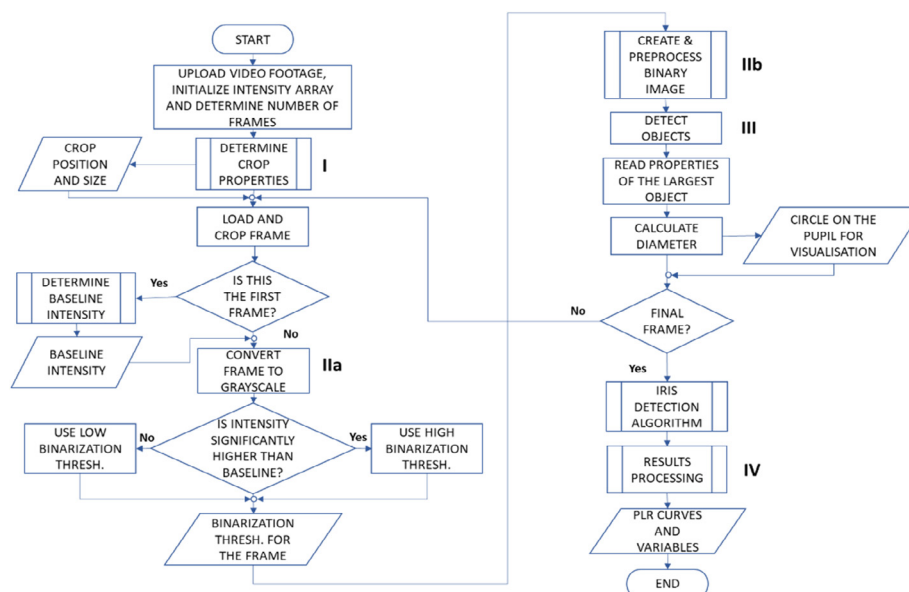 START
UPLOAD VIDEO FOOTAGE,
INITIALIZE INTENSITY ARRAY
AND DETERMINE NUMBER OF
FRAMES
DETERMINE
CROP
PROPERTIES
I
CROP
POSITION
AND SIZE
LOAD AND
CROP FRAME
IS THIS
THE FIRST
FRAME?
Yes
No
DETERMINE
BASELINE
INTENSITY
BASELINE
INTENSITY
CONVERT
FRAME TO
GRAYSCALE
IIa
IS INTENSITY
SIGNIFICANTLY
HIGHER THAN
BASELINE?
No
Yes
USE LOW
BINARIZATION
THRESH.
USE HIGH
BINARIZATION
THRESH.
BINARIZATION
THRESH. FOR
THE FRAME
CREATE &
PREPROCESS
BINARY
IMAGE
IIb
DETECT
OBJECTS
III
READ PROPERTIES
OF THE LARGEST
OBJECT
CALCULATE
DIAMETER
CIRCLE ON THE
PUPIL FOR
VISUALISATION
FINAL
FRAME?
No
Yes
IRIS
DETECTION
ALGORITHM
RESULTS
PROCESSING
IV
PLR CURVES
AND
VARIABLES
END